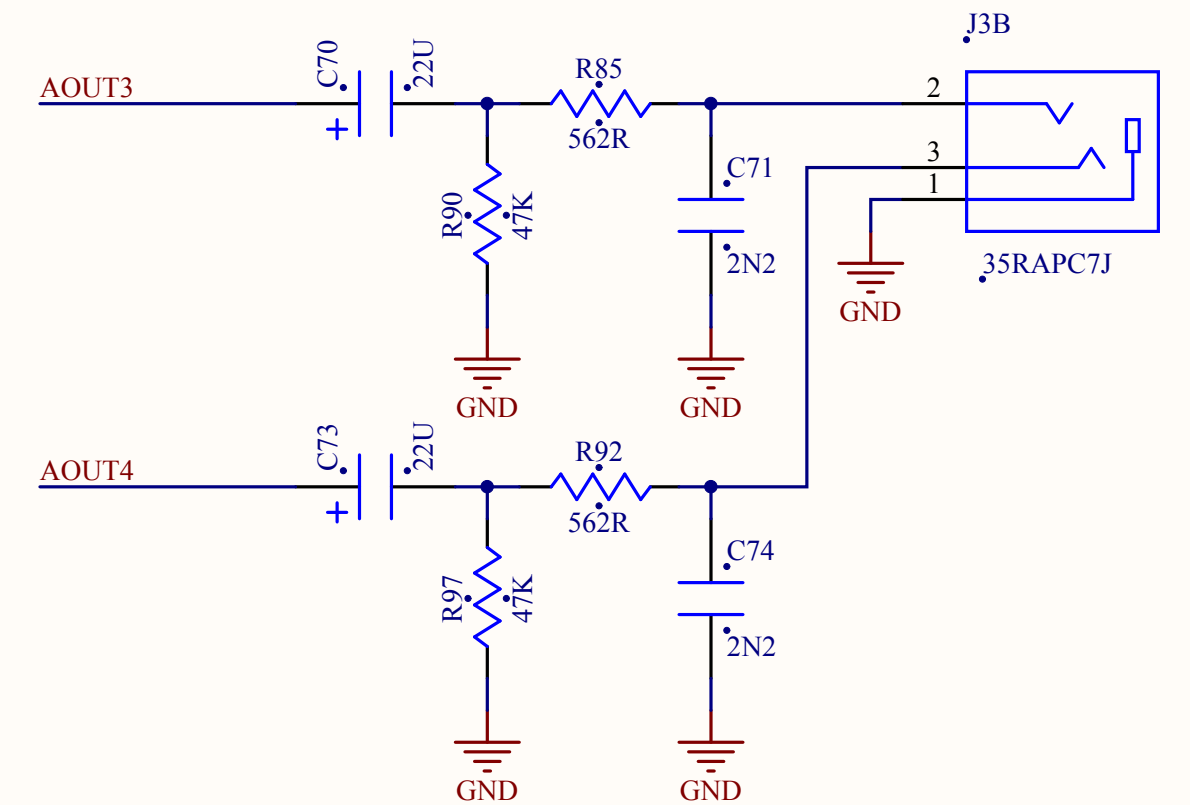 J3B
C70
22U
AOUT3
R85
2
562R
3
C71
1
R90
47K
2N2
35RAPC7J
GND
GND
GND
C73
22U
AOUT4
R92
562R
C74
R97
47K
2N2
GND
GND